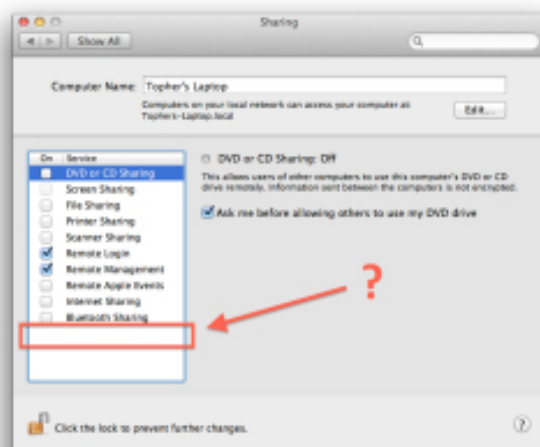 Sharing
Show All
Computer Name: Topher's Laptop
Computers on your local network can access your computer at:
Tophers-Laptop.local
Edit...
On Service
DVD or CD Sharing
Screen Sharing
File Sharing
Printer Sharing
Scanner Sharing
Remote Login
Remote Management
Remote Apple Events
Internet Sharing
Bluetooth Sharing
DVD or CD Sharing: Off
This allows users of other computers to use this computer's DVD or CD
drive remotely. Information sent between the computers is not encrypted.
Ask me before allowing others to use my DVD drive
?
Click the lock to prevent further changes.
?